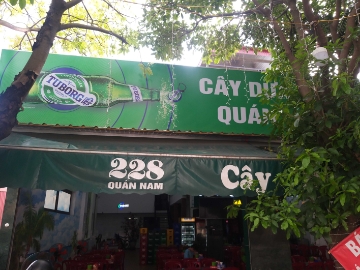 TUBORG
CÂY DU
QUÁN
228
QUÁN NAM
Cây